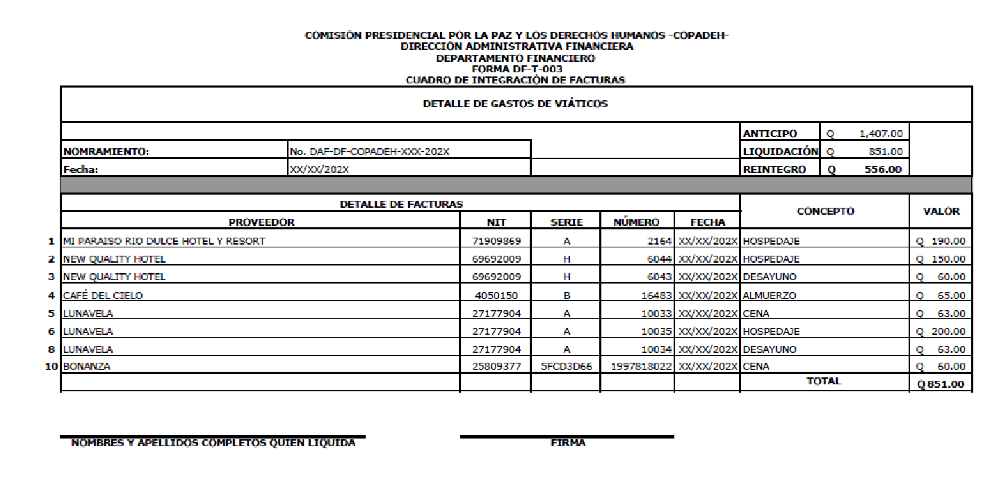 COMISIÓN PRESIDENCIAL POR LA PAZ Y LOS DERECHOS HUMANOS -COPADEH-
DIRECCIÓN ADMINISTRATIVA FINANCIERA
DEPARTAMENTO FINANCIERO
FORMA DF-T-003
CUADRO DE INTEGRACIÓN DE FACTURAS
DETALLE DE GASTOS DE VIÁTICOS
ANTICIPO Q 1,407.00
NOMRAMIENTO: No. DAF-DF-COPADEH-XXX-202X LIQUIDACIÓN Q 851.00
Fecha: XX/XX/202X REINTEGRO Q 556.00
DETALLE DE FACTURAS CONCEPTO VALOR
PROVEEDOR NIT SERIE NÚMERO FECHA
1 MI PARAISO RIO DULCE HOTEL Y RESORT 71909869 A 2164 XX/XX/202X HOSPEDAJE Q 190.00
2 NEW QUALITY HOTEL 69692009 H 6044 XX/XX/202X HOSPEDAJE Q 150.00
3 NEW QUALITY HOTEL 69692009 H 6043 XX/XX/202X DESAYUNO Q 60.00
4 CAFÉ DEL CIELO 4050150 B 16483 XX/XX/202X ALMUERZO Q 65.00
5 LUNAVELA 27177904 A 10033 XX/XX/202X CENA Q 63.00
6 LUNAVELA 27177904 A 10035 XX/XX/202X HOSPEDAJE Q 200.00
8 LUNAVELA 27177904 A 10034 XX/XX/202X DESAYUNO Q 63.00
10 BONANZA 25809377 5FCD3D66 1997818022 XX/XX/202X CENA Q 60.00
TOTAL Q 851.00
NOMBRES Y APELLIDOS COMPLETOS QUIEN LIQUIDA FIRMA